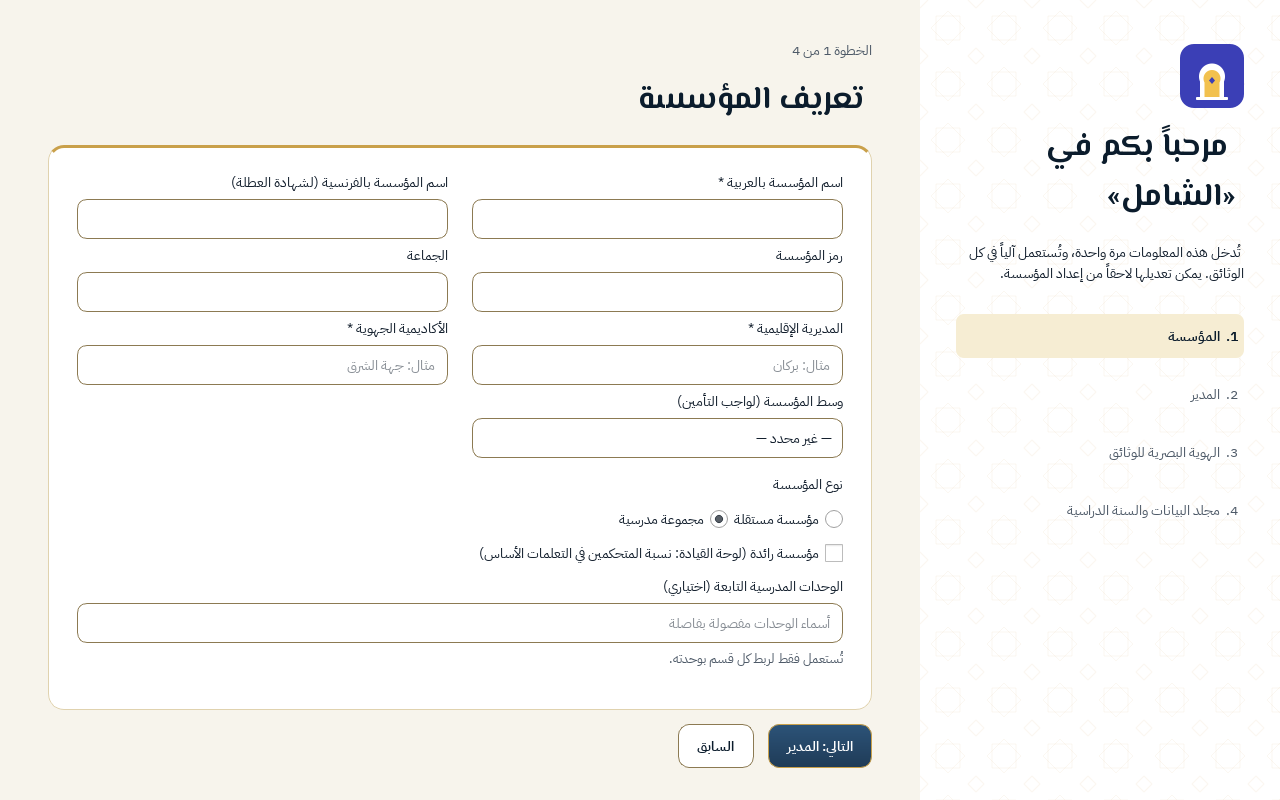 مرحباً بكم في
«الشامل»
تُدخل هذه المعلومات مرة واحدة، وتُستعمل آلياً في كل
الوثائق. يمكن تعديلها لاحقاً من إعداد المؤسسة.
1. المؤسسة
2. المدير
3. الهوية البصرية للوثائق
4. مجلد البيانات والسنة الدراسية
الخطوة 1 من 4
تعريف المؤسسة
اسم المؤسسة بالعربية *
اسم المؤسسة بالفرنسية (لشهادة العطلة)
رمز المؤسسة
الجماعة
المديرية الإقليمية *
الأكاديمية الجهوية *
مثال: بركان
مثال: جهة الشرق
وسط المؤسسة (لواجب التأمين)
— غير محدد —
نوع المؤسسة
مؤسسة مستقلة
مجموعة مدرسية
مؤسسة رائدة (لوحة القيادة: نسبة المتحكمين في التعلمات الأساس)
الوحدات المدرسية التابعة (اختياري)
أسماء الوحدات مفصولة بفاصلة
تُستعمل فقط لربط كل قسم بوحدته.
التالي: المدير
السابق